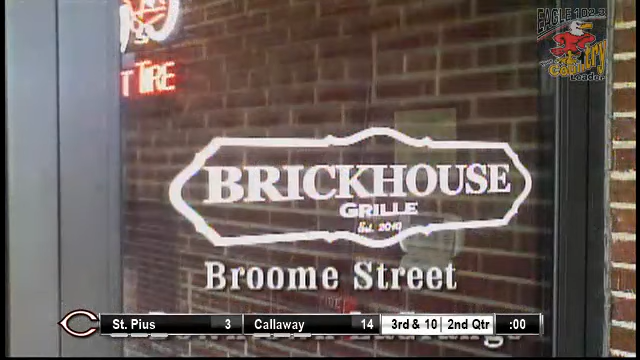 EAGLE 102.3
Country
Leader
T TIRE
BRICKHOUSE
GRILLE
Est. 2010
Broome Street
St. Pius 3 Callaway 14 3rd & 10 2nd Qtr :00